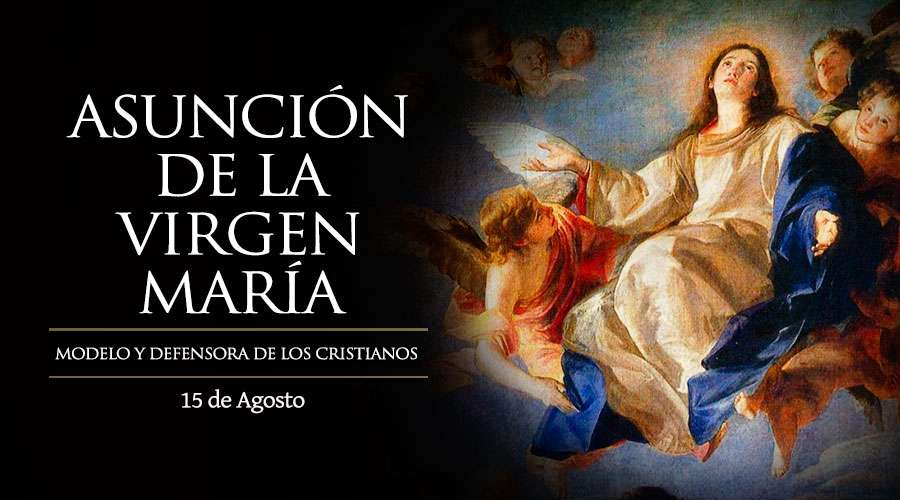 ASUNCIÓN
DE LA
VIRGEN
MARÍA
MODELO Y DEFENSORA DE LOS CRISTIANOS
15 de Agosto